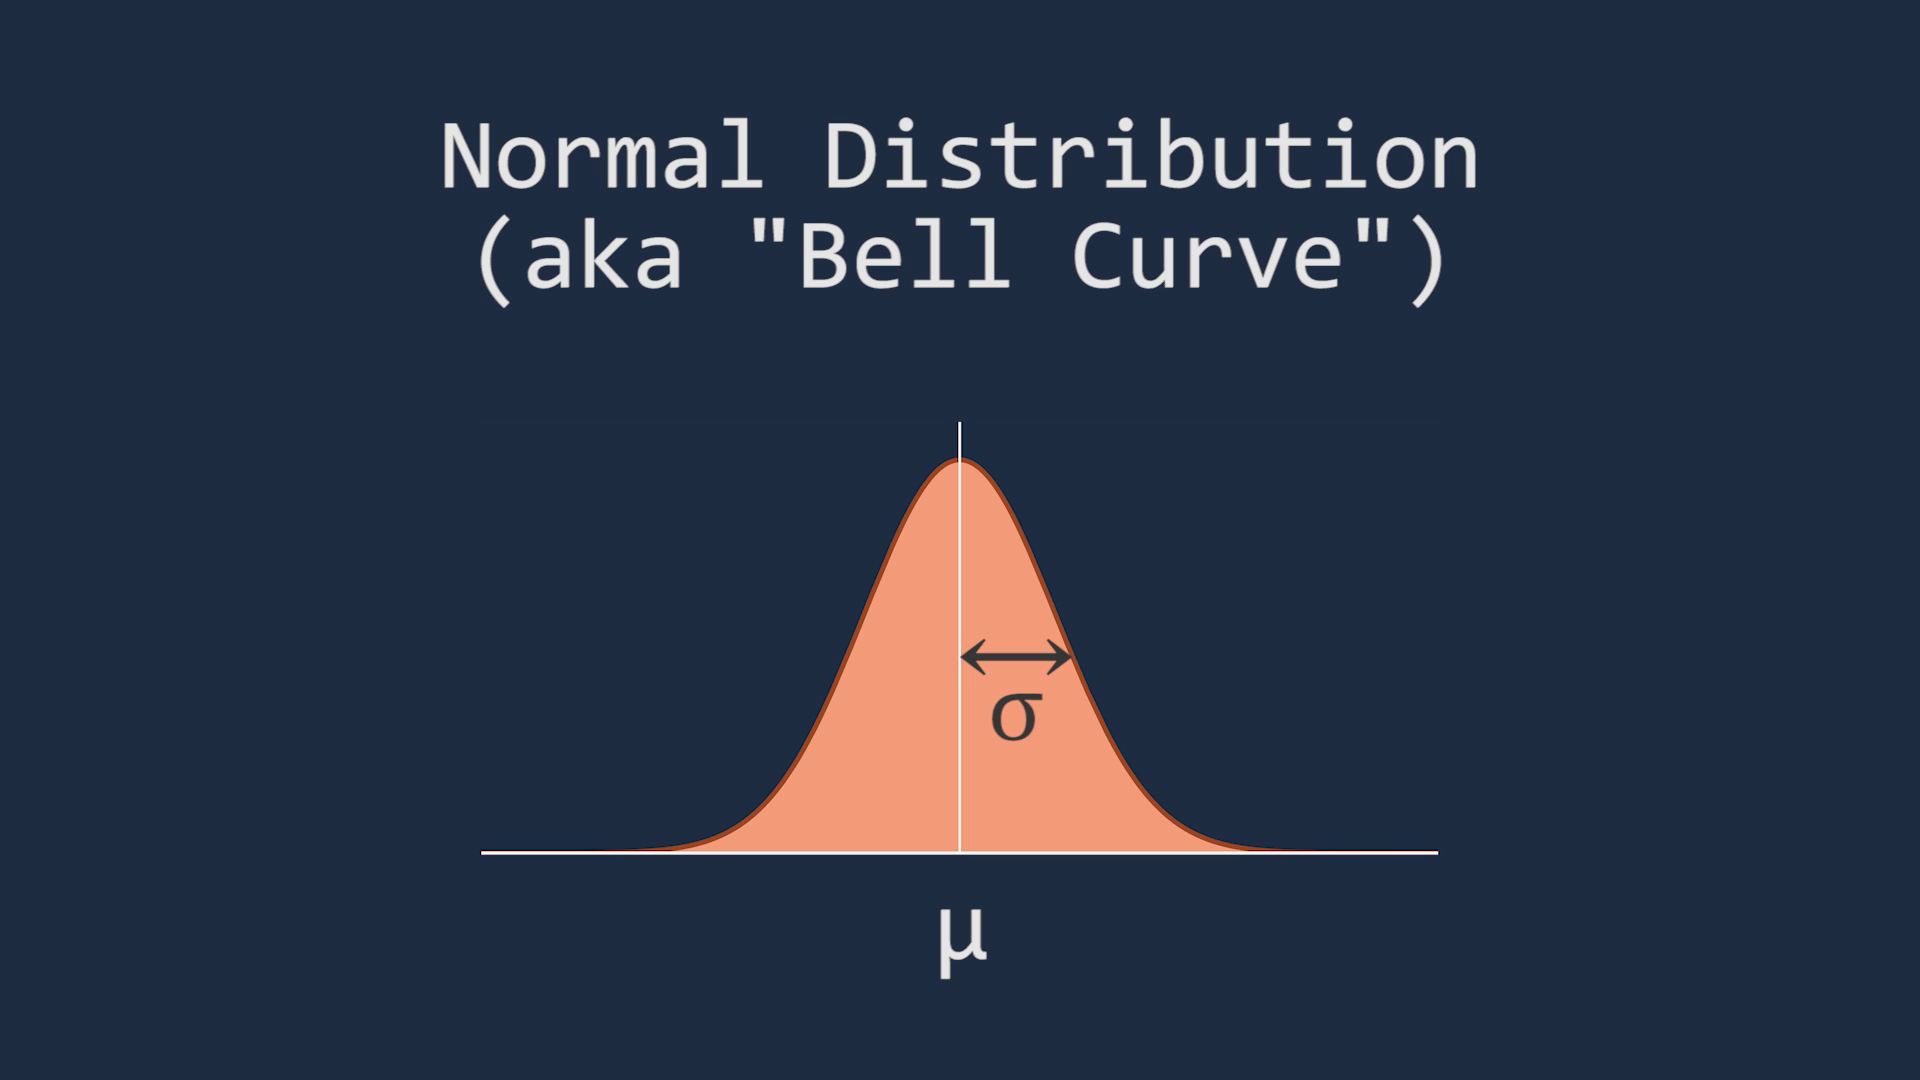 Normal Distribution
(aka "Bell Curve")
σ
μ